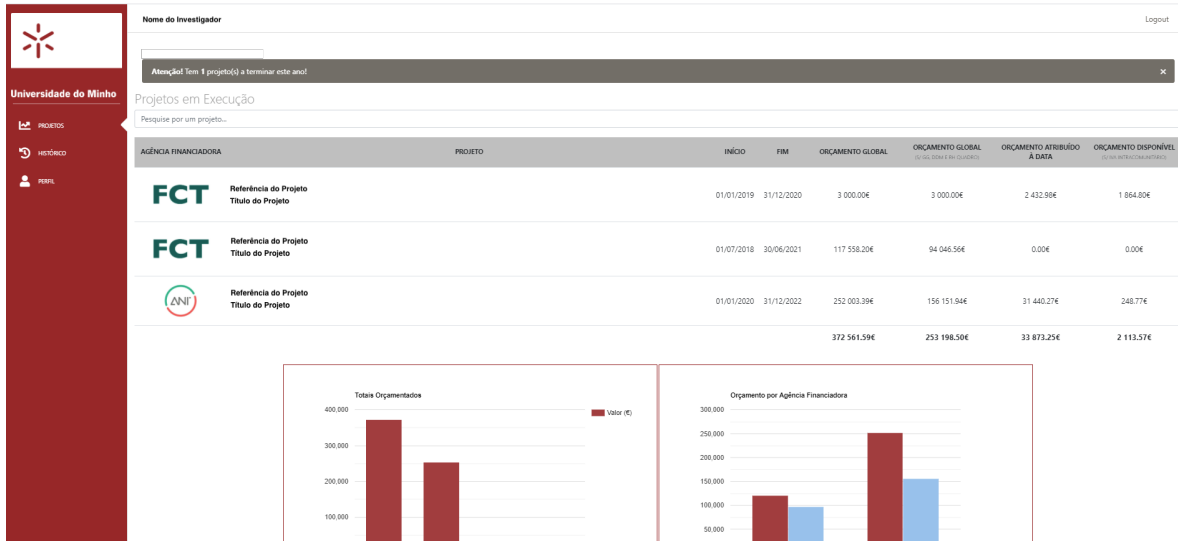 Nome do Investigador
Logout
Universidade do Minho
PROJETOS
HISTÓRICO
PERFIL
Atenção! Tem 1 projeto(s) a terminar este ano!
×
Projetos em Execução
Pesquise por um projeto...
AGÊNCIA FINANCIADORA PROJETO INÍCIO FIM ORÇAMENTO GLOBAL ORÇAMENTO GLOBAL ORÇAMENTO ATRIBUÍDO À DATA ORÇAMENTO DISPONÍVEL
FCT
Referência do Projeto
Título do Projeto
01/01/2019 31/12/2020 3 000.00€ 3 000.00€ 2 432.98€ 1 864.80€
FCT
Referência do Projeto
Título do Projeto
01/07/2018 30/06/2021 117 558.20€ 94 046.56€ 0.00€ 0.00€
ANI
Referência do Projeto
Título do Projeto
01/01/2020 31/12/2022 252 003.39€ 156 151.94€ 31 440.27€ 248.77€
372 561.59€ 253 198.50€ 33 873.25€ 2 113.57€
Totais Orçamentados
Valor (€)
400,000
300,000
200,000
100,000
Orçamento por Agência Financiadora
300,000
250,000
200,000
150,000
100,000
50,000